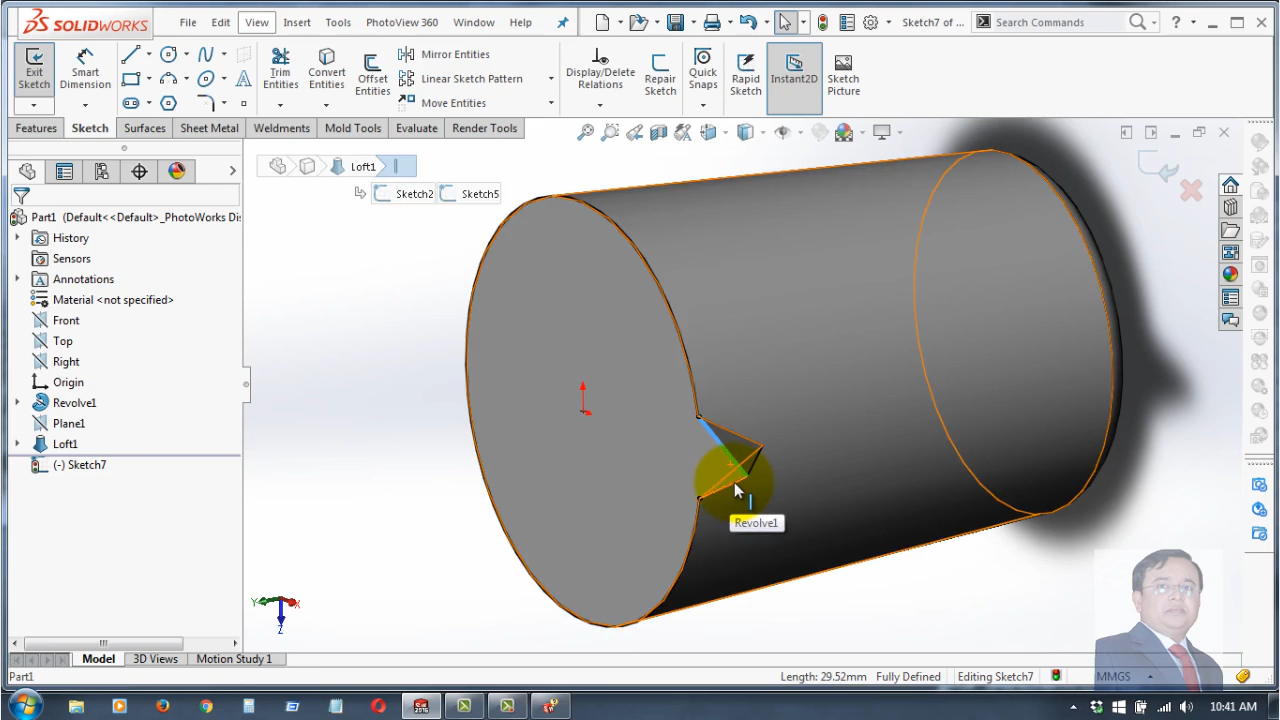 SOLIDWORKS File Edit View Insert Tools PhotoView 360 Window Help Sketch7 of ... Search Commands ?
Exit Sketch Smart Dimension Trim Entities Convert Entities Offset Entities Mirror Entities Linear Sketch Pattern Move Entities Display/Delete Relations Repair Sketch Quick Snaps Rapid Sketch Instant2D Sketch Picture
Features Sketch Surfaces Sheet Metal Weldments Mold Tools Evaluate Render Tools
Loft1
Sketch2 Sketch5
Part1 (Default<<Default>_PhotoWorks Dis
History
Sensors
Annotations
Material <not specified>
Front
Top
Right
Origin
Revolve1
Plane1
Loft1
(-) Sketch7
Revolve1
Y X
Z
Model 3D Views Motion Study 1
Part1 Length: 29.52mm Fully Defined Editing Sketch7 MMGS
2016 10:41 AM